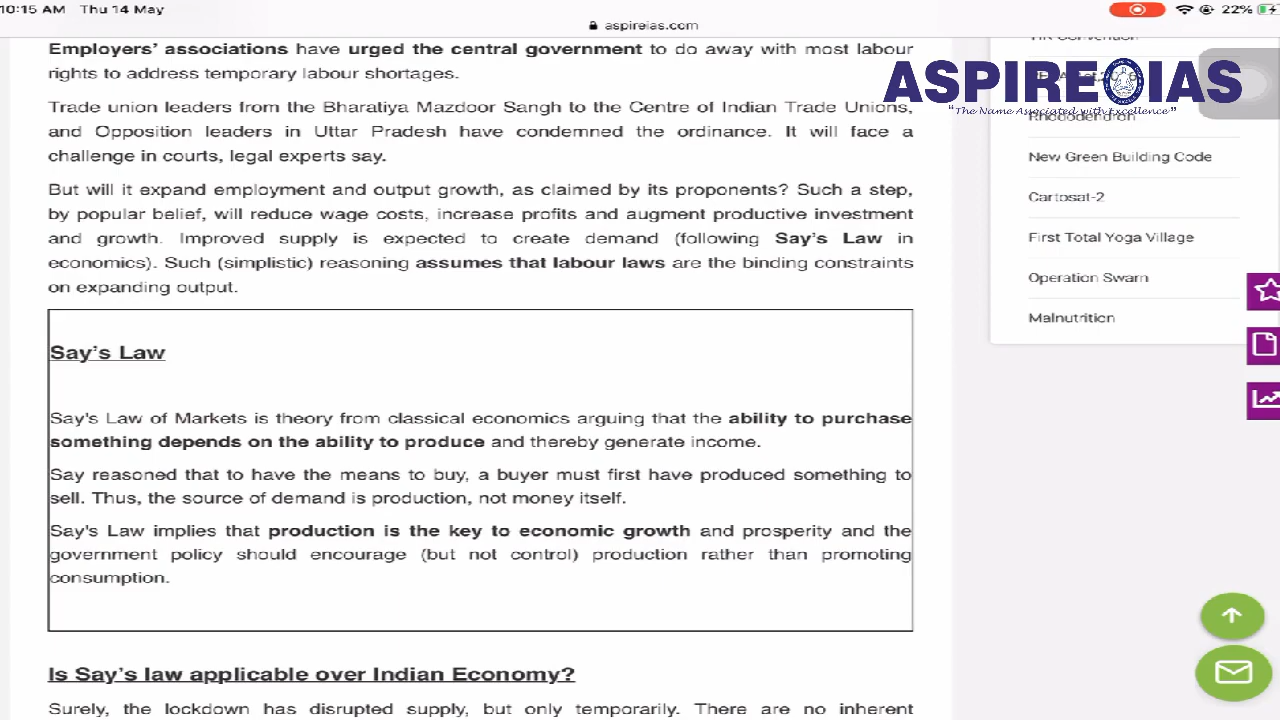 10:15 AM Thu 14 May
22%
aspireias.com
Employers’ associations have urged the central government to do away with most labour
rights to address temporary labour shortages.
Trade union leaders from the Bharatiya Mazdoor Sangh to the Centre of Indian Trade Unions,
and Opposition leaders in Uttar Pradesh have condemned the ordinance. It will face a
challenge in courts, legal experts say.
But will it expand employment and output growth, as claimed by its proponents? Such a step,
by popular belief, will reduce wage costs, increase profits and augment productive investment
and growth. Improved supply is expected to create demand (following Say’s Law in
economics). Such (simplistic) reasoning assumes that labour laws are the binding constraints
on expanding output.
Say’s Law
Say's Law of Markets is theory from classical economics arguing that the ability to purchase
something depends on the ability to produce and thereby generate income.
Say reasoned that to have the means to buy, a buyer must first have produced something to
sell. Thus, the source of demand is production, not money itself.
Say's Law implies that production is the key to economic growth and prosperity and the
government policy should encourage (but not control) production rather than promoting
consumption.
Is Say’s law applicable over Indian Economy?
Surely, the lockdown has disrupted supply, but only temporarily. There are no inherent
ASPIRE IAS
“The Name Associated with Excellence”
Rhododendron
New Green Building Code
Cartosat-2
First Total Yoga Village
Operation Swarn
Malnutrition